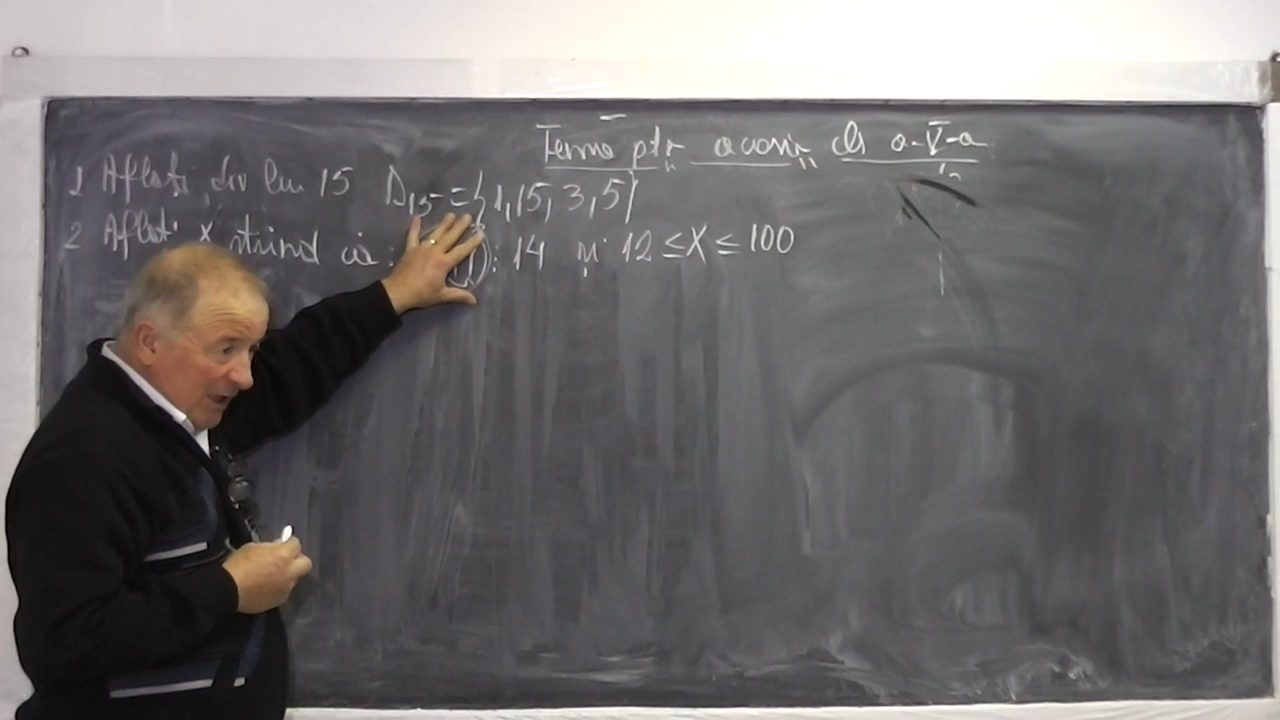 Temă ptr acasă cls a-V-a
1 Aflați div lui 15 D15={1,15,3,5}
2 Aflați X știind că: :14 și 12 ≤ X ≤ 100